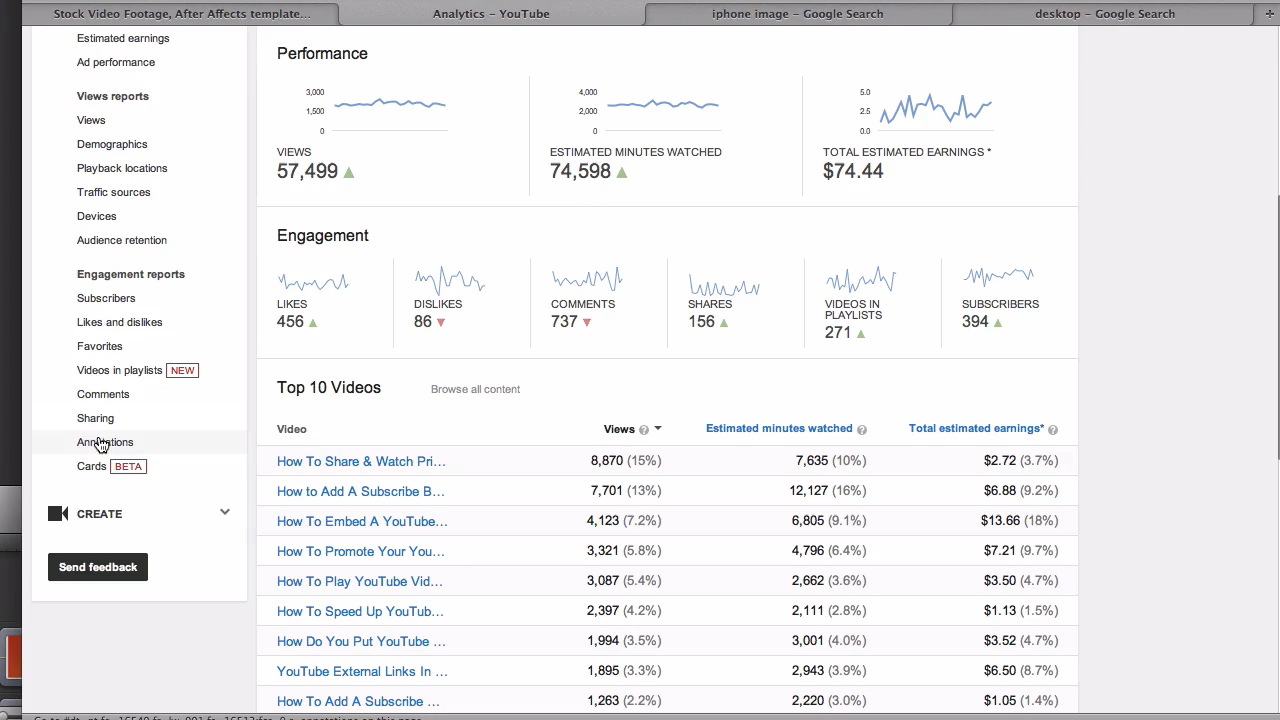 Stock Video Footage, After Affects template...
Analytics – YouTube
iphone image – Google Search
desktop – Google Search
Estimated earnings
Ad performance
Views reports
Views
Demographics
Playback locations
Traffic sources
Devices
Audience retention
Engagement reports
Subscribers
Likes and dislikes
Favorites
Videos in playlists NEW
Comments
Sharing
Annotations
Cards BETA
CREATE
Send feedback
Performance
3,000
1,500
0
VIEWS
57,499
4,000
2,000
0
ESTIMATED MINUTES WATCHED
74,598
5.0
2.5
0.0
TOTAL ESTIMATED EARNINGS *
$74.44
Engagement
LIKES
456
DISLIKES
86
COMMENTS
737
SHARES
156
VIDEOS IN
PLAYLISTS
271
SUBSCRIBERS
394
Top 10 Videos Browse all content
Video Views ? Estimated minutes watched ? Total estimated earnings* ?
How To Share & Watch Pri... 8,870 (15%) 7,635 (10%) $2.72 (3.7%)
How to Add A Subscribe B... 7,701 (13%) 12,127 (16%) $6.88 (9.2%)
How To Embed A YouTube... 4,123 (7.2%) 6,805 (9.1%) $13.66 (18%)
How To Promote Your You... 3,321 (5.8%) 4,796 (6.4%) $7.21 (9.7%)
How To Play YouTube Vid... 3,087 (5.4%) 2,662 (3.6%) $3.50 (4.7%)
How To Speed Up YouTub... 2,397 (4.2%) 2,111 (2.8%) $1.13 (1.5%)
How Do You Put YouTube ... 1,994 (3.5%) 3,001 (4.0%) $3.52 (4.7%)
YouTube External Links In ... 1,895 (3.3%) 2,943 (3.9%) $6.50 (8.7%)
How To Add A Subscribe ... 1,263 (2.2%) 2,220 (3.0%) $1.05 (1.4%)